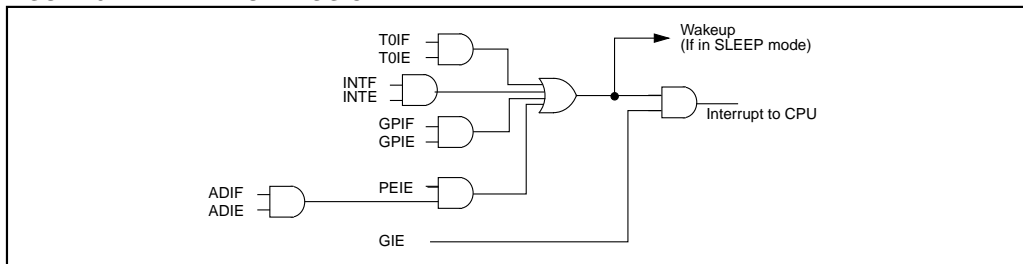 T0IF
T0IE
INTF
INTE
GPIF
GPIE
ADIF
ADIE
PEIE
GIE
Wakeup
(If in SLEEP mode)
Interrupt to CPU